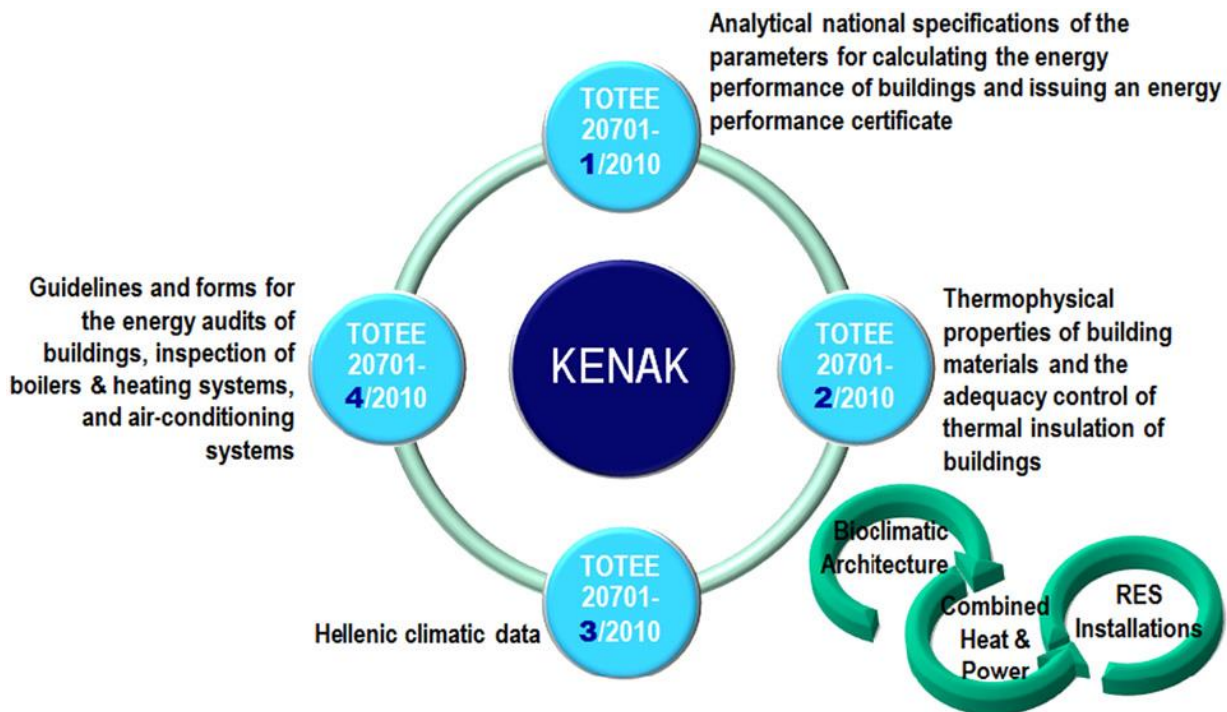 Analytical national specifications of the
parameters for calculating the energy
performance of buildings and issuing an energy
performance certificate
TOTEE
20701-
1/2010
Guidelines and forms for
the energy audits of
buildings, inspection of
boilers & heating systems,
and air-conditioning
systems
TOTEE
20701-
4/2010
KENAK
TOTEE
20701-
2/2010
Thermophysical
properties of building
materials and the
adequacy control of
thermal insulation of
buildings
Hellenic climatic data
TOTEE
20701-
3/2010
Bioclimatic
Architecture
Combined
Heat &
Power
RES
Installations